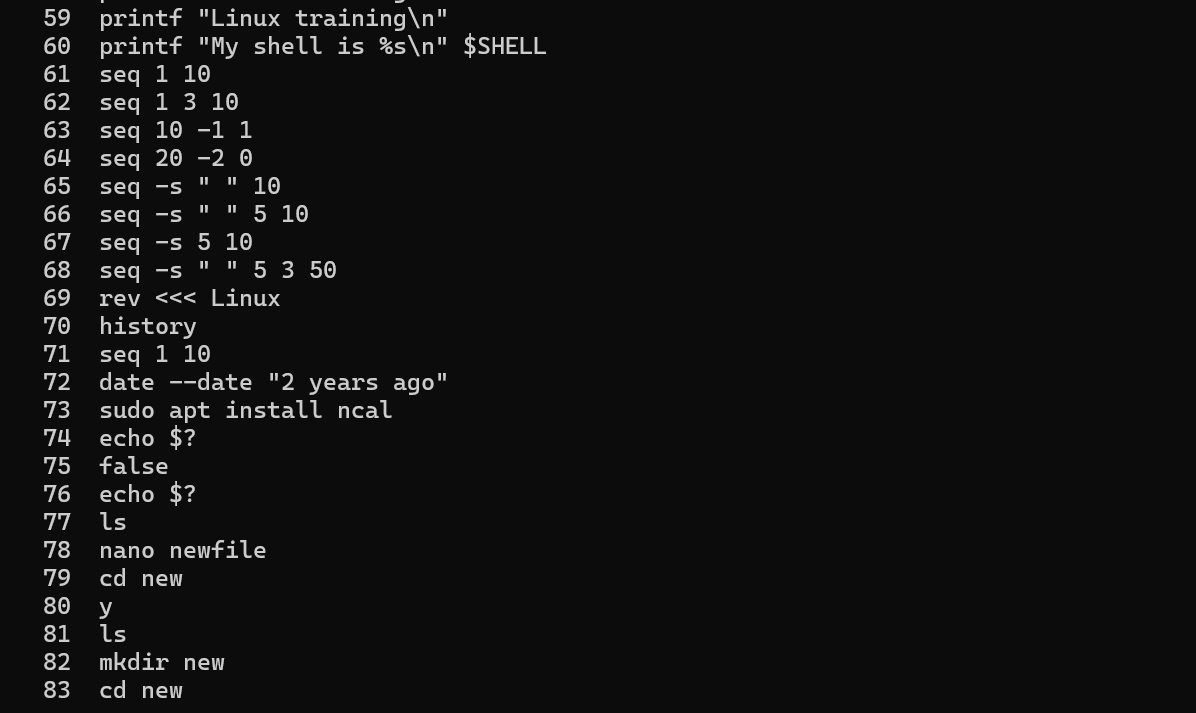 59 printf "Linux training\n"
60 printf "My shell is %s\n" $SHELL
61 seq 1 10
62 seq 1 3 10
63 seq 10 -1 1
64 seq 20 -2 0
65 seq -s " " 10
66 seq -s " " 5 10
67 seq -s 5 10
68 seq -s " " 5 3 50
69 rev <<< Linux
70 history
71 seq 1 10
72 date --date "2 years ago"
73 sudo apt install ncal
74 echo $?
75 false
76 echo $?
77 ls
78 nano newfile
79 cd new
80 y
81 ls
82 mkdir new
83 cd new